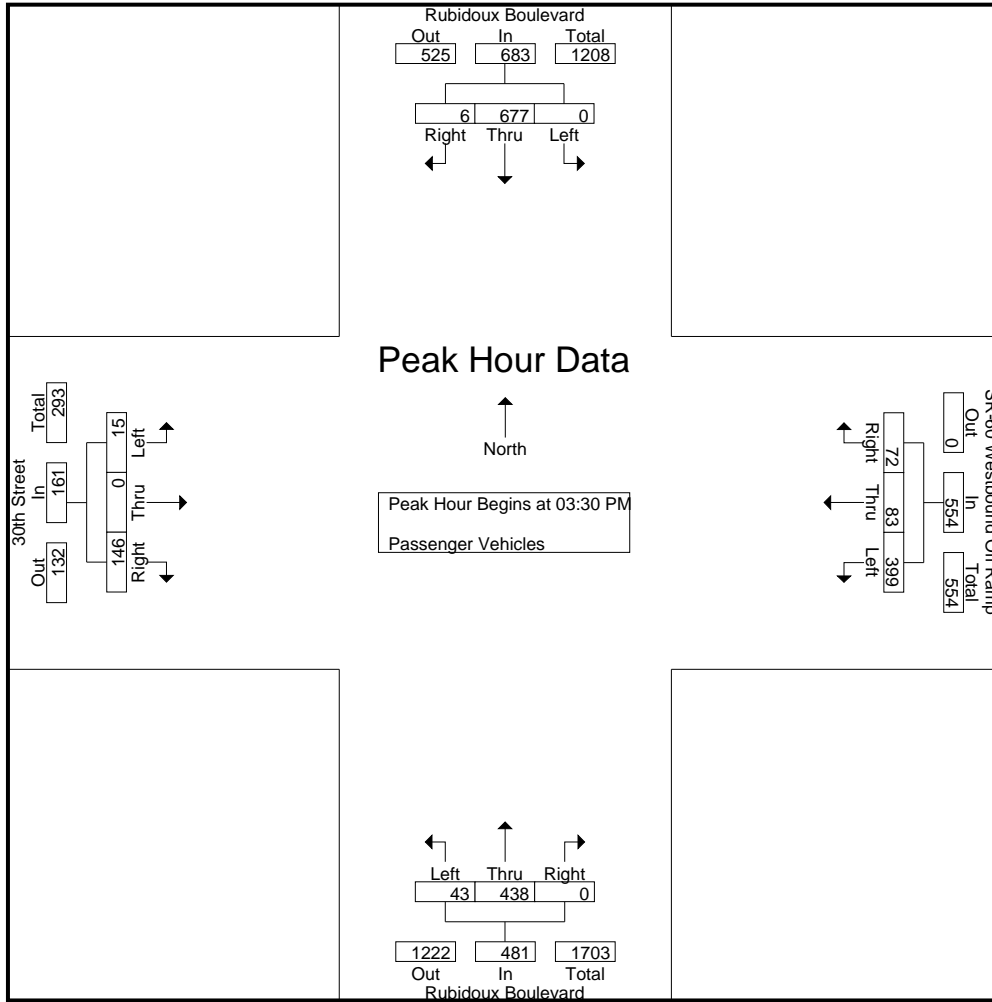 Rubidoux Boulevard
Out In Total
525 683 1208
6 677 0
Right Thru Left
Peak Hour Data
North
Peak Hour Begins at 03:30 PM
Passenger Vehicles
30th Street
Total In Out
293 161 132
15 0 146
Left Thru Right
Westbound Ramp
Out In Total
0 554 554
72 83 399
Right Thru Left
Left Thru Right
43 438 0
1222 481 1703
Out In Total
Rubidoux Boulevard